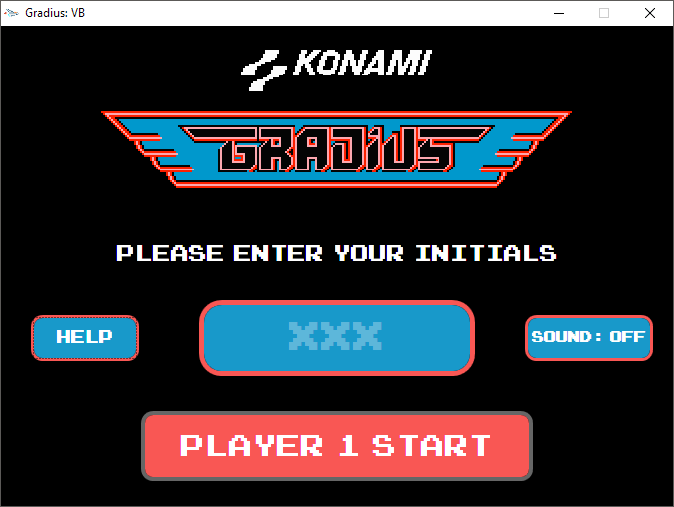 Gradius: VB
KONAMI
GRADIUS
PLEASE ENTER YOUR INITIALS
HELP
XXX
SOUND: OFF
PLAYER 1 START